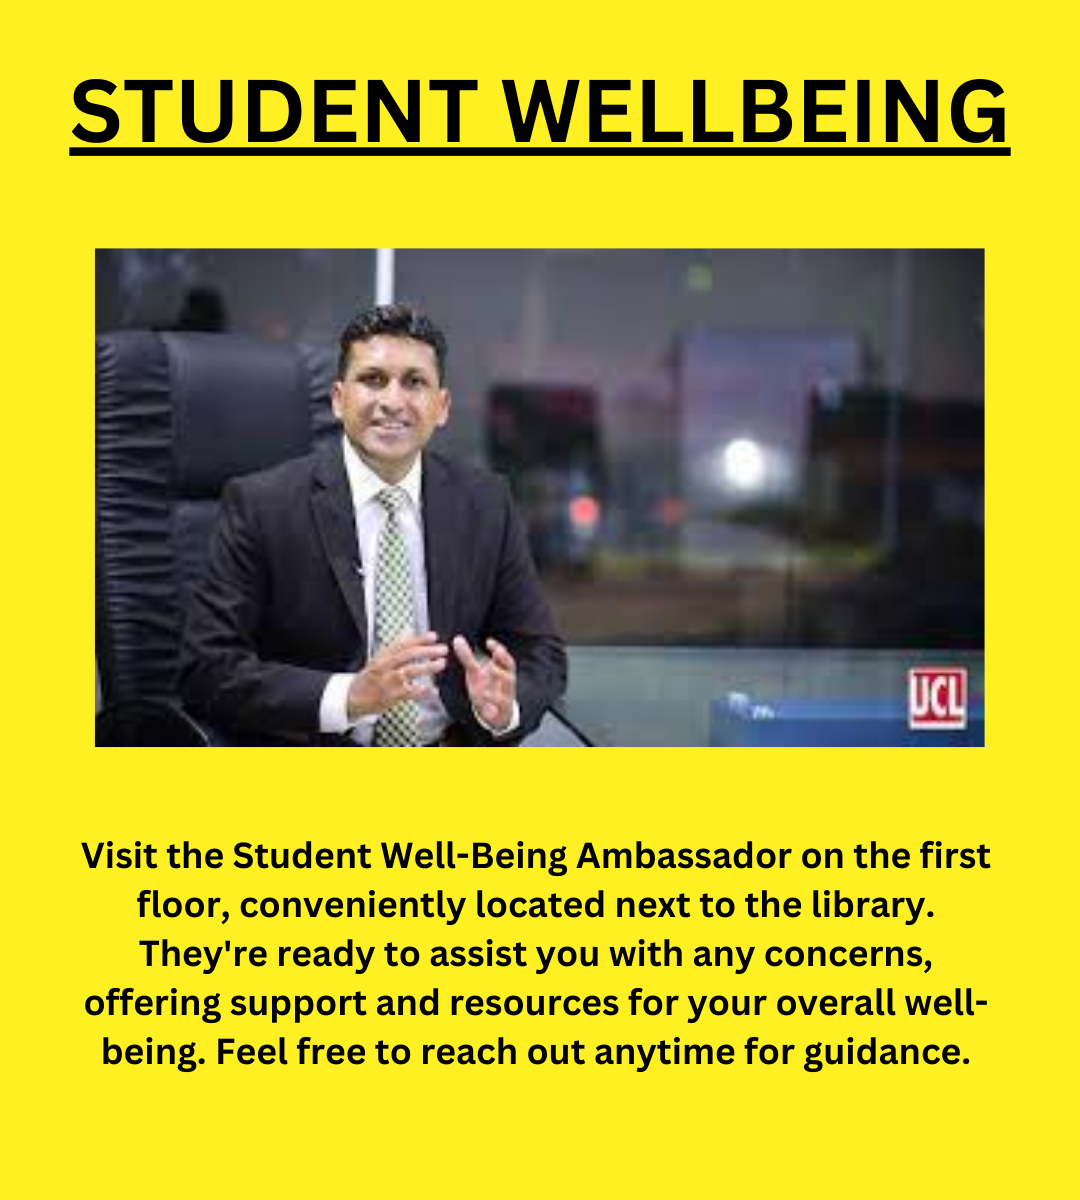 STUDENT WELLBEING
UCL
Visit the Student Well-Being Ambassador on the first
floor, conveniently located next to the library.
They're ready to assist you with any concerns,
offering support and resources for your overall well-
being. Feel free to reach out anytime for guidance.